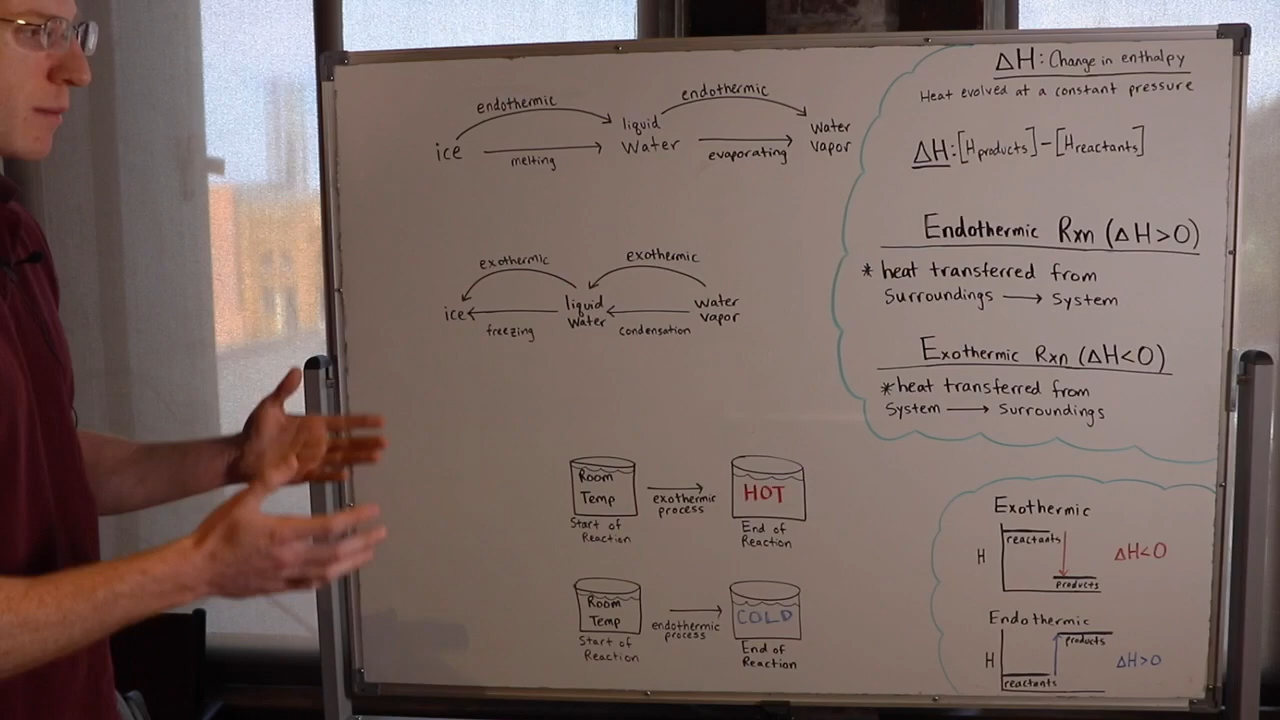 endothermic
endothermic
ice
melting
liquid
Water
evaporating
Water
Vapor
exothermic
exothermic
ice
freezing
liquid
Water
condensation
Water
vapor
Room
Temp
Start of
Reaction
exothermic
process
HOT
End of
Reaction
Room
Temp
Start of
Reaction
endothermic
process
COLD
End of
Reaction
ΔH: Change in enthalpy
Heat evolved at a constant pressure
ΔH:[Hproducts]-[Hreactants]
Endothermic Rxn (ΔH>0)
* heat transferred from
Surroundings → System
Exothermic Rxn (ΔH<0)
*heat transferred from
System → Surroundings
Exothermic
H
reactants
products
ΔH<0
Endothermic
H
products
reactants
ΔH>0